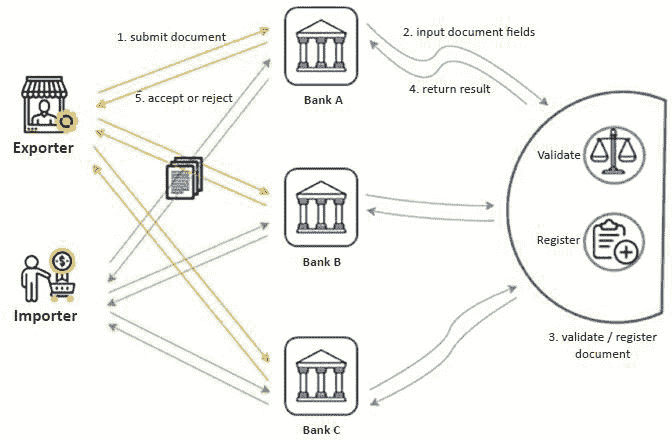 1. submit document
2. input document fields
5. accept or reject
4. return result
Bank A
Exporter
Validate
Bank B
Register
Importer
3. validate / register
document
Bank C